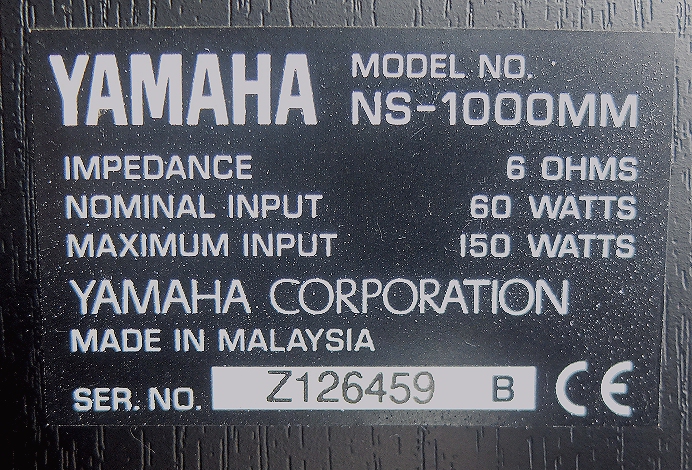 YAMAHA MODEL NO. NS-1000MM
IMPEDANCE 6 OHMS
NOMINAL INPUT 60 WATTS
MAXIMUM INPUT 150 WATTS
YAMAHA CORPORATION
MADE IN MALAYSIA
SER. NO. Z126459 B CE